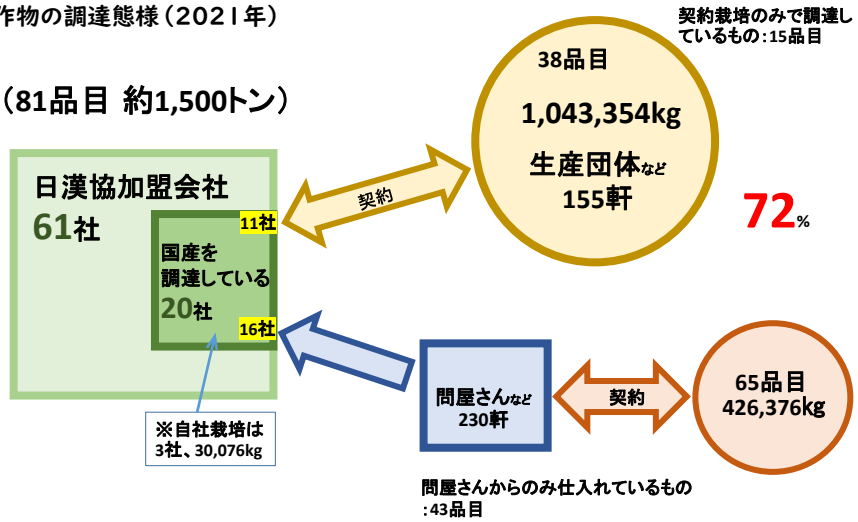 作物の調達態様(2021年)
(81品目 約1,500トン)
日漢協加盟会社
61社
11社
国産を
調達している
20社
16社
※自社栽培は
3社、30,076kg
契約
38品目
1,043,354kg
生産団体など
155軒
契約栽培のみで調達し
ているもの:15品目
72%
問屋さんなど
230軒
契約
65品目
426,376kg
問屋さんからのみ仕入れているもの
:43品目